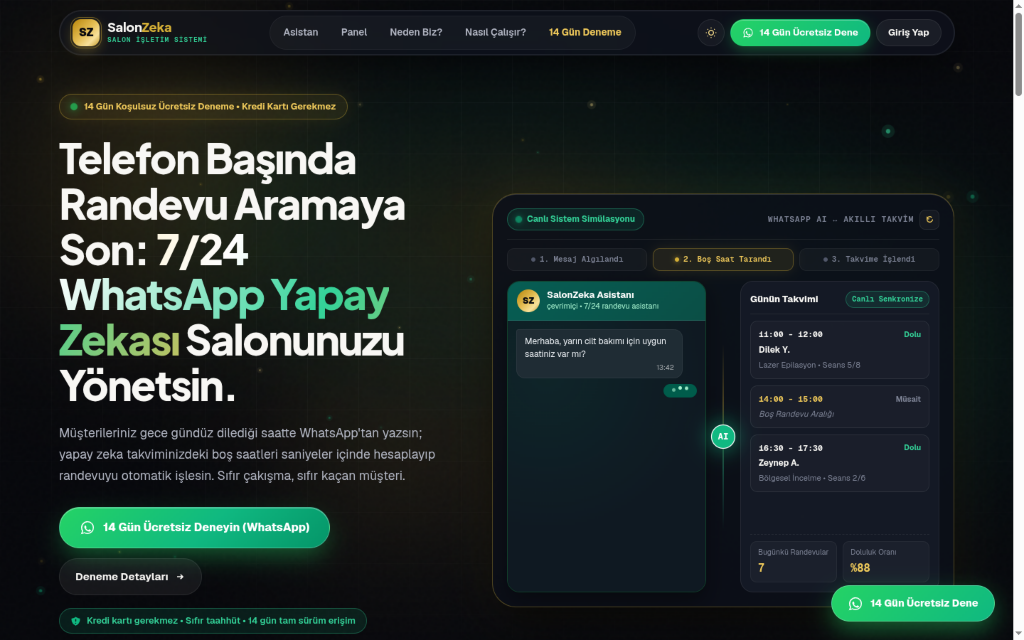 SZ
SalonZeka
SALON İŞLETİM SİSTEMİ
Asistan
Panel
Neden Biz?
Nasıl Çalışır?
14 Gün Deneme
14 Gün Ücretsiz Dene
Giriş Yap
14 Gün Koşulsuz Ücretsiz Deneme • Kredi Kartı Gerekmez
Telefon Başında
Randevu Aramaya
Son: 7/24
WhatsApp Yapay
Zekası Salonunuzu
Yönetsin.
Müşterileriniz gece gündüz dilediği saatte WhatsApp'tan yazsın;
yapay zeka takviminizdeki boş saatleri saniyeler içinde hesaplayıp
randevuyu otomatik işlesin. Sıfır çakışma, sıfır kaçan müşteri.
14 Gün Ücretsiz Deneyin (WhatsApp)
Deneme Detayları →
Kredi kartı gerekmez • Sıfır taahhüt • 14 gün tam sürüm erişim
Canlı Sistem Simülasyonu
WHATSAPP AI ↔ AKILLI TAKVİM
1. Mesaj Algılandı
2. Boş Saat Tarandı
3. Takvime İşlendi
SZ
SalonZeka Asistanı
çevrimiçi • 7/24 randevu asistanı
Merhaba, yarın cilt bakımı için uygun
saatiniz var mı?
13:42
AI
Günün Takvimi
Canlı Senkronize
11:00 - 12:00
Dolu
Dilek Y.
Lazer Epilasyon • Seans 5/8
14:00 - 15:00
Müsait
Boş Randevu Aralığı
16:30 - 17:30
Dolu
Zeynep A.
Bölgesel İncelme • Seans 2/6
Bugünkü Randevular
7
Doluluk Oranı
%88
14 Gün Ücretsiz Dene